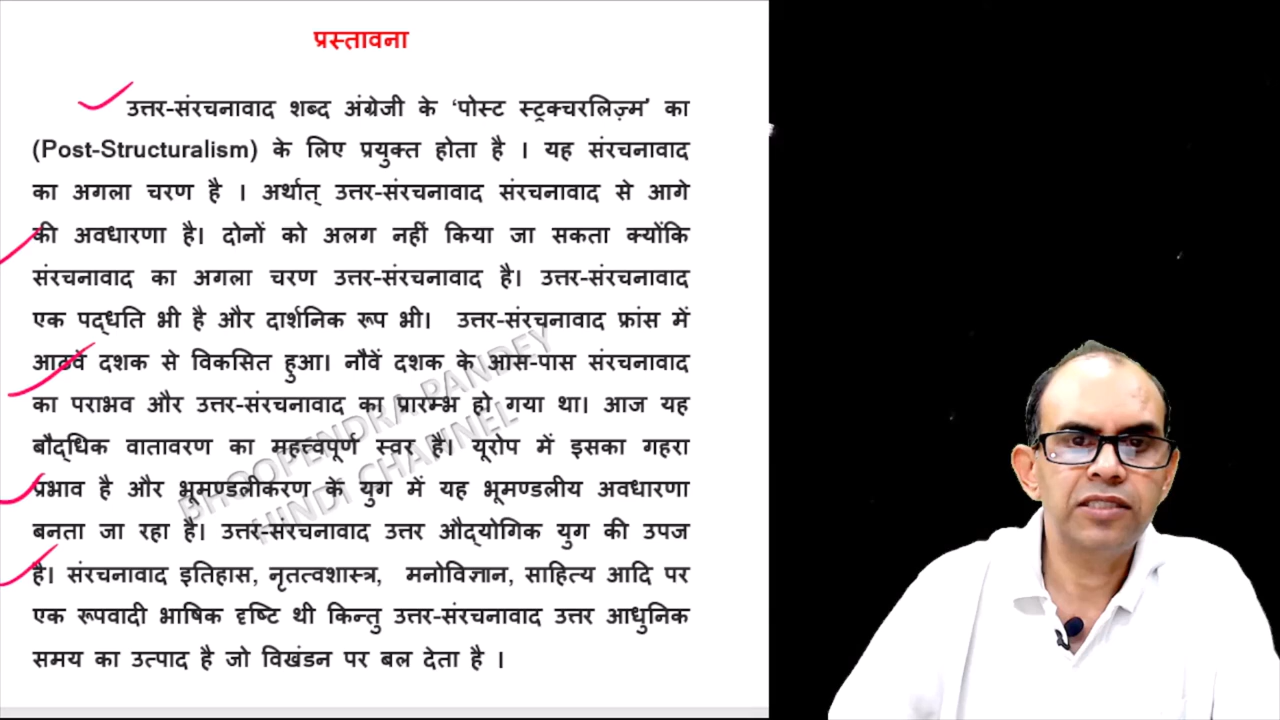 प्रस्तावना
उत्तर-संरचनावाद शब्द अंग्रेजी के ‘पोस्ट स्ट्रक्चरलिज़्म’ का
(Post-Structuralism) के लिए प्रयुक्त होता है । यह संरचनावाद
का अगला चरण है । अर्थात् उत्तर-संरचनावाद संरचनावाद से आगे
की अवधारणा है। दोनों को अलग नहीं किया जा सकता क्योंकि
संरचनावाद का अगला चरण उत्तर-संरचनावाद है। उत्तर-संरचनावाद
एक पद्धति भी है और दार्शनिक रूप भी। उत्तर-संरचनावाद फ्रांस में
आठवें दशक से विकसित हुआ। नौवें दशक के आस-पास संरचनावाद
का पराभव और उत्तर-संरचनावाद का प्रारम्भ हो गया था। आज यह
बौद्धिक वातावरण का महत्त्वपूर्ण स्वर है। यूरोप में इसका गहरा
प्रभाव है और भूमण्डलीकरण के युग में यह भूमण्डलीय अवधारणा
बनता जा रहा है। उत्तर-संरचनावाद उत्तर औद्योगिक युग की उपज
है। संरचनावाद इतिहास, नृतत्वशास्त्र, मनोविज्ञान, साहित्य आदि पर
एक रूपवादी भाषिक दृष्टि थी किन्तु उत्तर-संरचनावाद उत्तर आधुनिक
समय का उत्पाद है जो विखंडन पर बल देता है ।
BHOOPENDRA PANDEY
HINDI CHANNEL